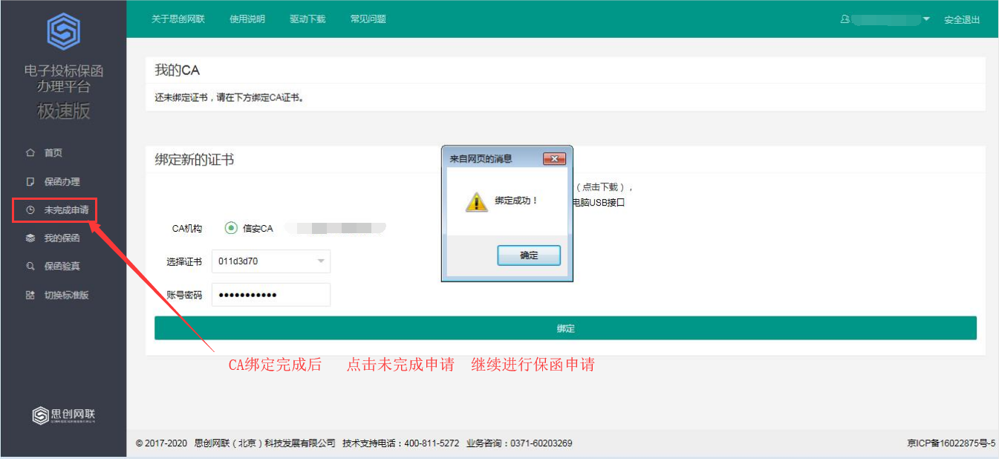 关于思创网联 使用说明 驱动下载 常见问题 安全退出
电子投标保函
办理平台
极速版
首页
保函办理
未完成申请
我的保函
保函验真
切换标准版
思创网联
我的CA
还未绑定证书，请在下方绑定CA证书。
绑定新的证书
（点击下载），
电脑USB接口
CA机构 信安CA
选择证书 011d3d70
账号密码 •••••••••••
绑定
来自网页的消息
绑定成功！
确定
CA绑定完成后 点击未完成申请 继续进行保函申请
© 2017-2020 思创网联（北京）科技发展有限公司 技术支持电话：400-811-5272 业务咨询：0371-60203269 京ICP备16022875号-5